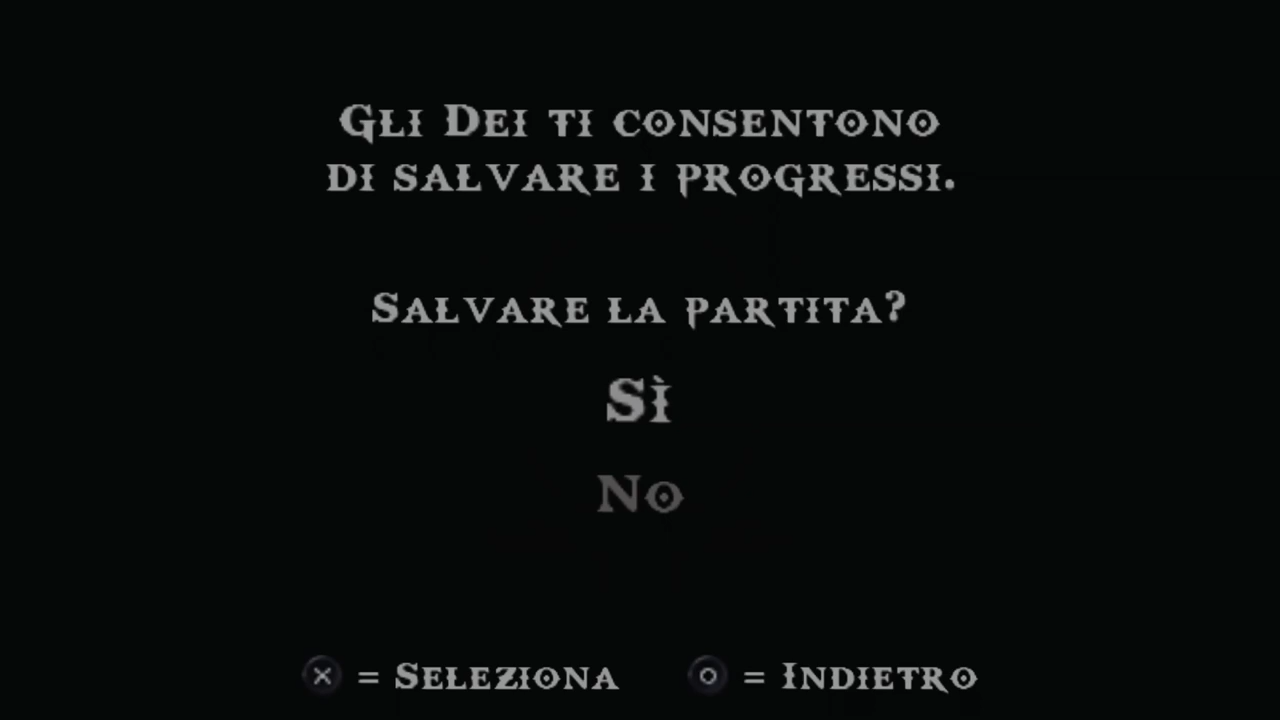 Gli Dei ti consentono
di salvare i progressi.
Salvare la partita?
Sì
No
= Seleziona = Indietro